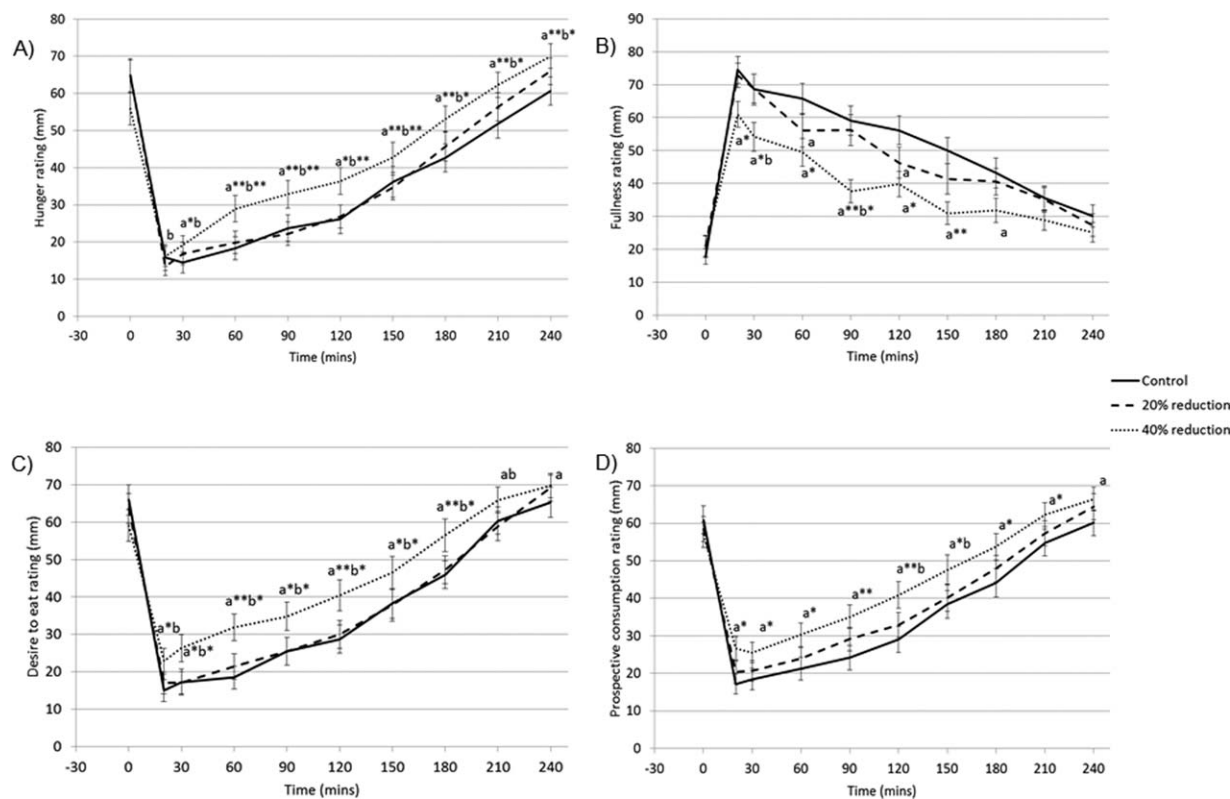 A)
Hunger rating (mm)
80
70
60
50
40
30
20
10
0
-30 0 30 60 90 120 150 180 210 240
Time (mins)
b
a*b
a**b**
a**b**
a*b**
a**b**
a**b*
a**b*
a**b*
B)
Fullness rating (mm)
90
80
70
60
50
40
30
20
10
0
-30 0 30 60 90 120 150 180 210 240
Time (mins)
a*
a*b
a
a*
a**b*
a
a*
a**
a
Control
20% reduction
40% reduction
C)
Desire to eat rating (mm)
80
70
60
50
40
30
20
10
0
-30 0 30 60 90 120 150 180 210 240
Time (mins)
a*b
a*b*
a**b*
a*b*
a**b*
a*b*
a**b*
ab
a
D)
Prospective consumption rating (mm)
80
70
60
50
40
30
20
10
0
-30 0 30 60 90 120 150 180 210 240
Time (mins)
a*
a*
a*
a**
a**b
a*b
a*
a*
a